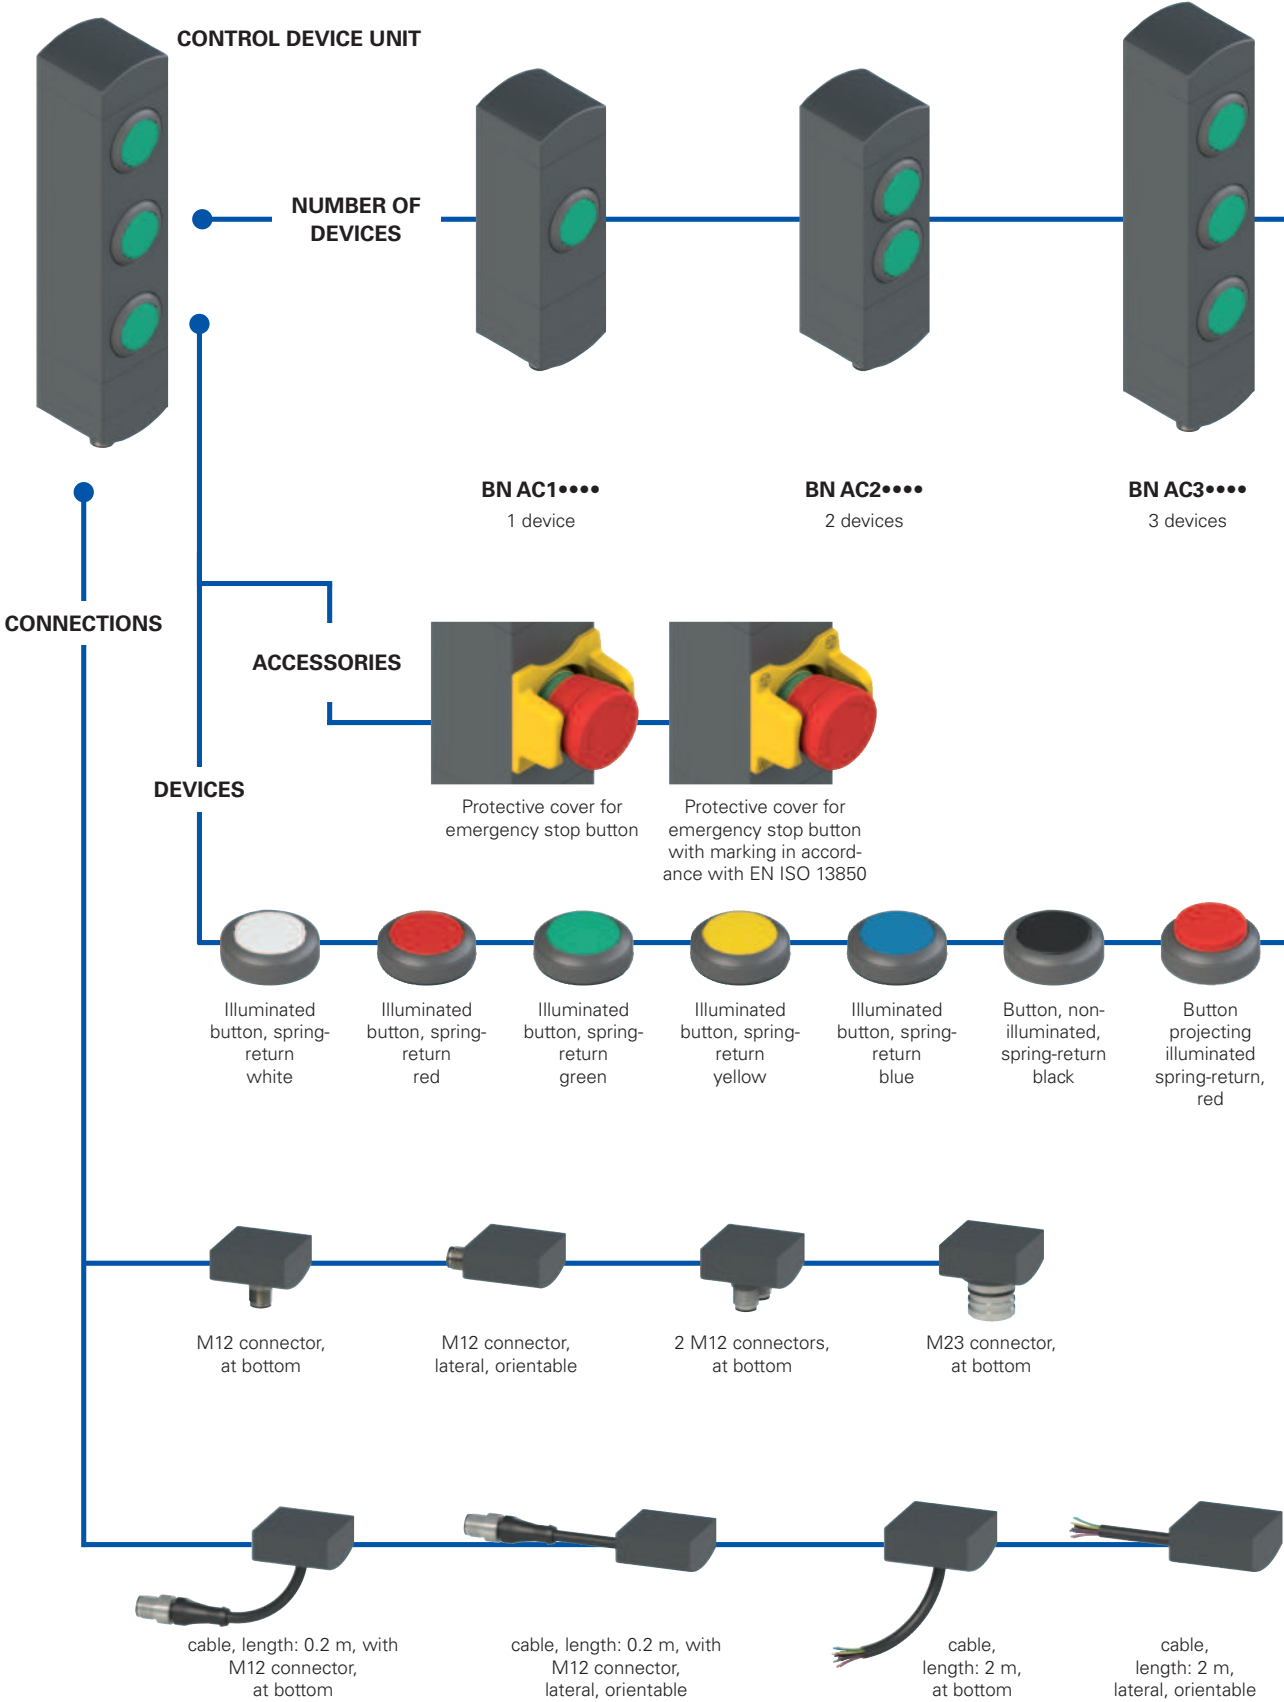 CONTROL DEVICE UNIT
NUMBER OF
DEVICES
BN AC1••••
1 device
BN AC2••••
2 devices
BN AC3••••
3 devices
CONNECTIONS
ACCESSORIES
DEVICES
Protective cover for
emergency stop button
Protective cover for
emergency stop button
with marking in accord-
ance with EN ISO 13850
Illuminated
button, spring-
return
white
Illuminated
button, spring-
return
red
Illuminated
button, spring-
return
green
Illuminated
button, spring-
return
yellow
Illuminated
button, spring-
return
blue
Button, non-
illuminated,
spring-return
black
Button
projecting
illuminated
spring-return,
red
M12 connector,
at bottom
M12 connector,
lateral, orientable
2 M12 connectors,
at bottom
M23 connector,
at bottom
cable, length: 0.2 m, with
M12 connector,
at bottom
cable, length: 0.2 m, with
M12 connector,
lateral, orientable
cable,
length: 2 m,
at bottom
cable,
length: 2 m,
lateral, orientable